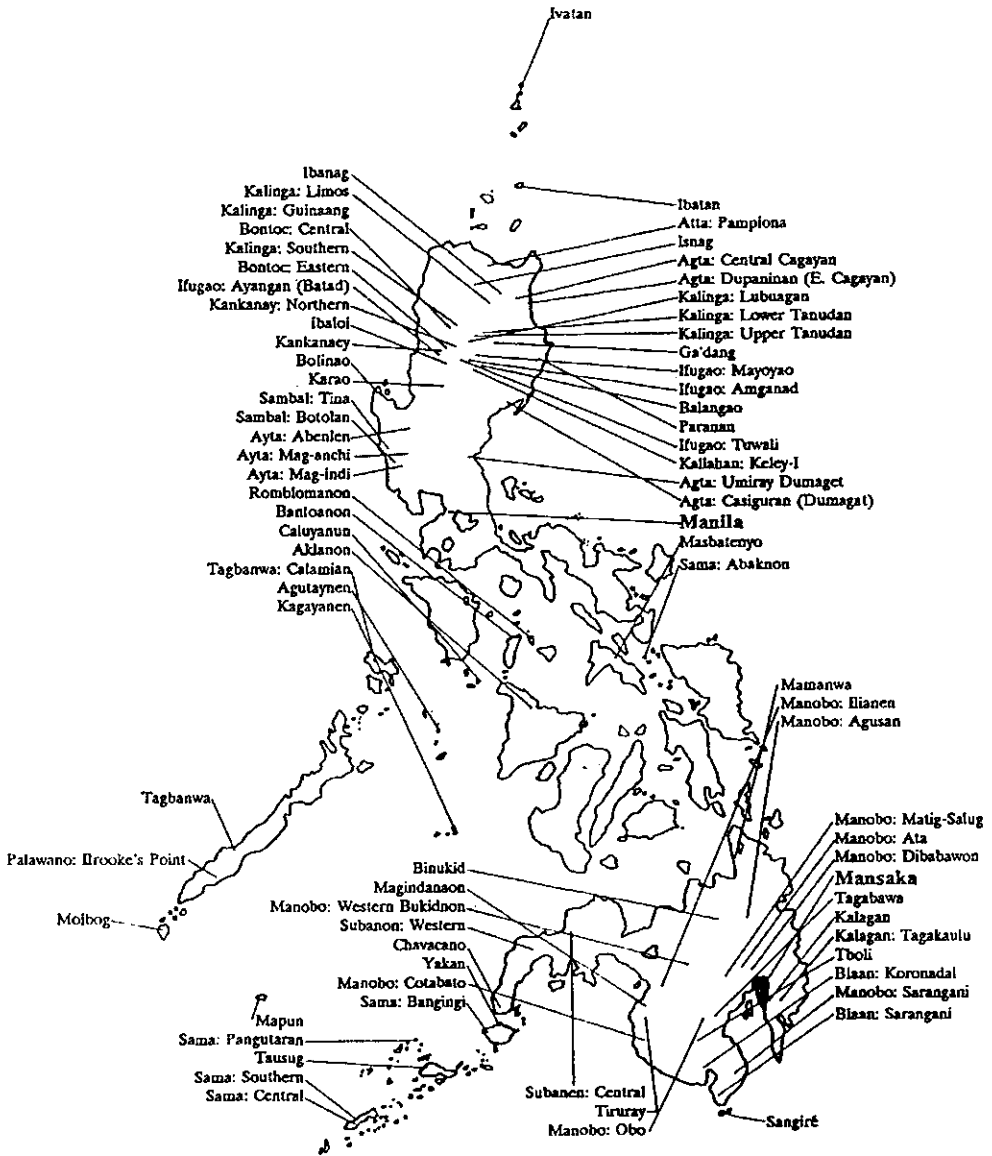 Ivatan
Ibanag
Kalinga: Limos
Kalinga: Guinaang
Bontoc: Central
Kalinga: Southern
Bontoc: Eastern
Ifugao: Ayangan (Batad)
Kankanay: Northern
Ibaloi
Kankanaey
Bolinao
Karao
Sambal: Tina
Sambal: Botolan
Ayta: Abenlen
Ayta: Mag-anchi
Ayta: Mag-indi
Romblomanon
Bantoanon
Caluyanun
Aklanon
Tagbanwa: Calamian
Agutaynen
Kagayanen
Ibatan
Atta: Pamplona
Isnag
Agta: Central Cagayan
Agta: Dupaninan (E. Cagayan)
Kalinga: Lubuagan
Kalinga: Lower Tanudan
Kalinga: Upper Tanudan
Ga'dang
Ifugao: Mayoyao
Ifugao: Amganad
Balangao
Paranan
Ifugao: Tuwali
Kallahan: Keley-I
Agta: Umiray Dumaget
Agta: Casiguran (Dumagat)
Manila
Masbatenyo
Sama: Abaknon
Mamanwa
Manobo: Ilianen
Manobo: Agusan
Tagbanwa
Palawano: Brooke's Point
Molbog
Manobo: Matig-Salug
Manobo: Ata
Manobo: Dibabawon
Mansaka
Tagabawa
Kalagan
Kalagan: Tagakaulu
Tboli
Blaan: Koronadal
Manobo: Sarangani
Blaan: Sarangani
Binukid
Magindanaon
Manobo: Western Bukidnon
Subanon: Western
Chavacano
Yakan
Manobo: Cotabato
Sama: Bangingi
Mapun
Sama: Pangutaran
Tausug
Sama: Southern
Sama: Central
Subanen: Central
Tiruray
Manobo: Obo
Sangiré